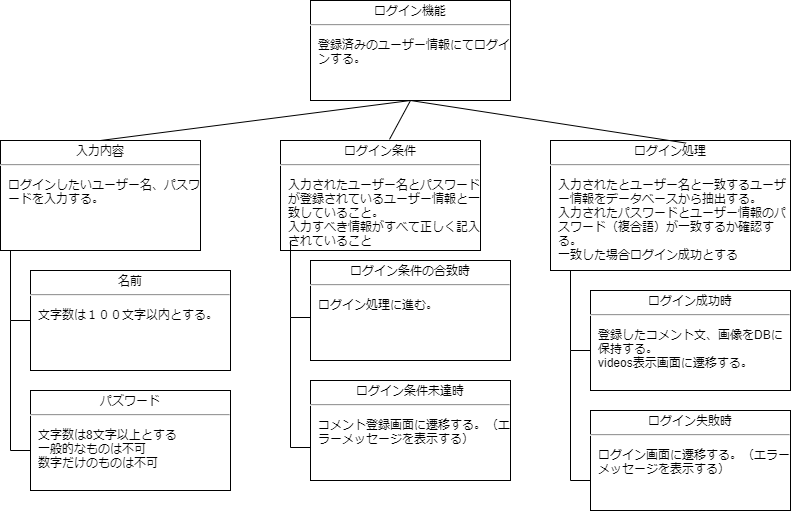 ログイン機能
登録済みのユーザー情報にてログイ
ンする。
入力内容
ログインしたいユーザー名、パスワ
ードを入力する。
名前
文字数は１００文字以内とする。
パズワード
文字数は8文字以上とする
一般的なものは不可
数字だけのものは不可
ログイン条件
入力されたユーザー名とパスワード
が登録されているユーザー情報と一
致していること。
入力すべき情報がすべて正しく記入
されていること
ログイン条件の合致時
ログイン処理に進む。
ログイン条件未達時
コメント登録画面に遷移する。（エ
ラーメッセージを表示する）
ログイン処理
入力されたとユーザー名と一致するユーザ
ー情報をデータベースから抽出する。
入力されたパスワードとユーザー情報のパ
スワード（複合語）が一致するか確認す
る。
一致した場合ログイン成功とする
ログイン成功時
登録したコメント文、画像をDBに
保持する。
videos表示画面に遷移する。
ログイン失敗時
ログイン画面に遷移する。（エラー
メッセージを表示する）